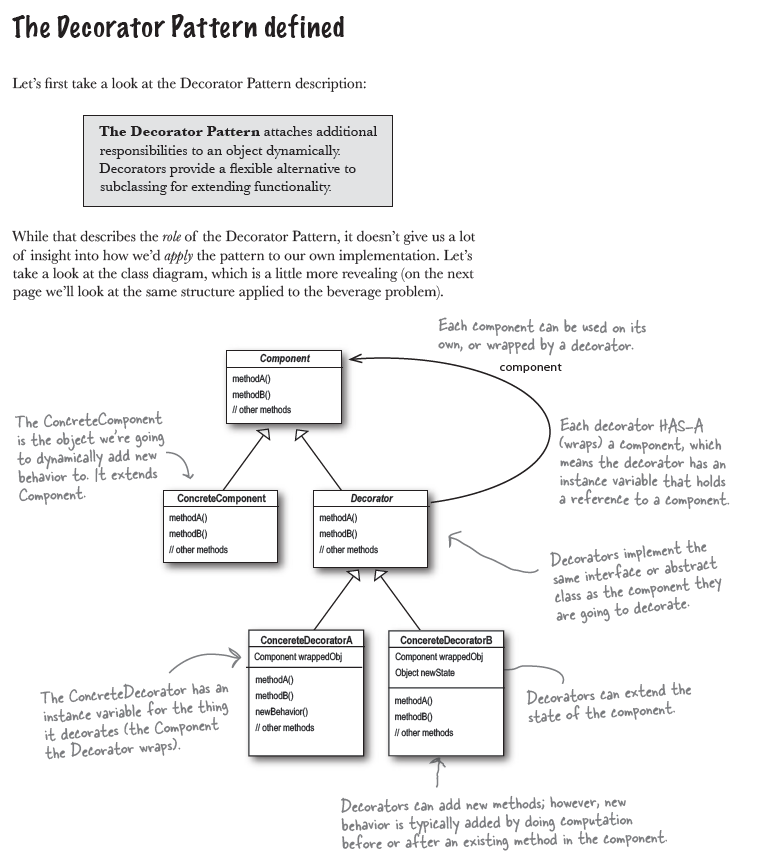 The Decorator Pattern defined
Let's first take a look at the Decorator Pattern description:
The Decorator Pattern attaches additional
responsibilities to an object dynamically.
Decorators provide a flexible alternative to
subclassing for extending functionality.
While that describes the role of the Decorator Pattern, it doesn't give us a lot
of insight into how we'd apply the pattern to our own implementation. Let's
take a look at the class diagram, which is a little more revealing (on the next
page we'll look at the same structure applied to the beverage problem).
Each component can be used on its
own, or wrapped by a decorator.
component
Component
methodA()
methodB()
// other methods
The ConcreteComponent
is the object we're going
to dynamically add new
behavior to. It extends
Component.
Each decorator HAS-A
(wraps) a component, which
means the decorator has an
instance variable that holds
a reference to a component.
ConcreteComponent
methodA()
methodB()
// other methods
Decorator
methodA()
methodB()
// other methods
Decorators implement the
same interface or abstract
class as the component they
are going to decorate.
ConcereteDecoratorA
Component wrappedObj
methodA()
methodB()
newBehavior()
// other methods
ConcereteDecoratorB
Component wrappedObj
Object newState
methodA()
methodB()
// other methods
The ConcreteDecorator has an
instance variable for the thing
it decorates (the Component
the Decorator wraps).
Decorators can extend the
state of the component.
Decorators can add new methods; however, new
behavior is typically added by doing computation
before or after an existing method in the component.